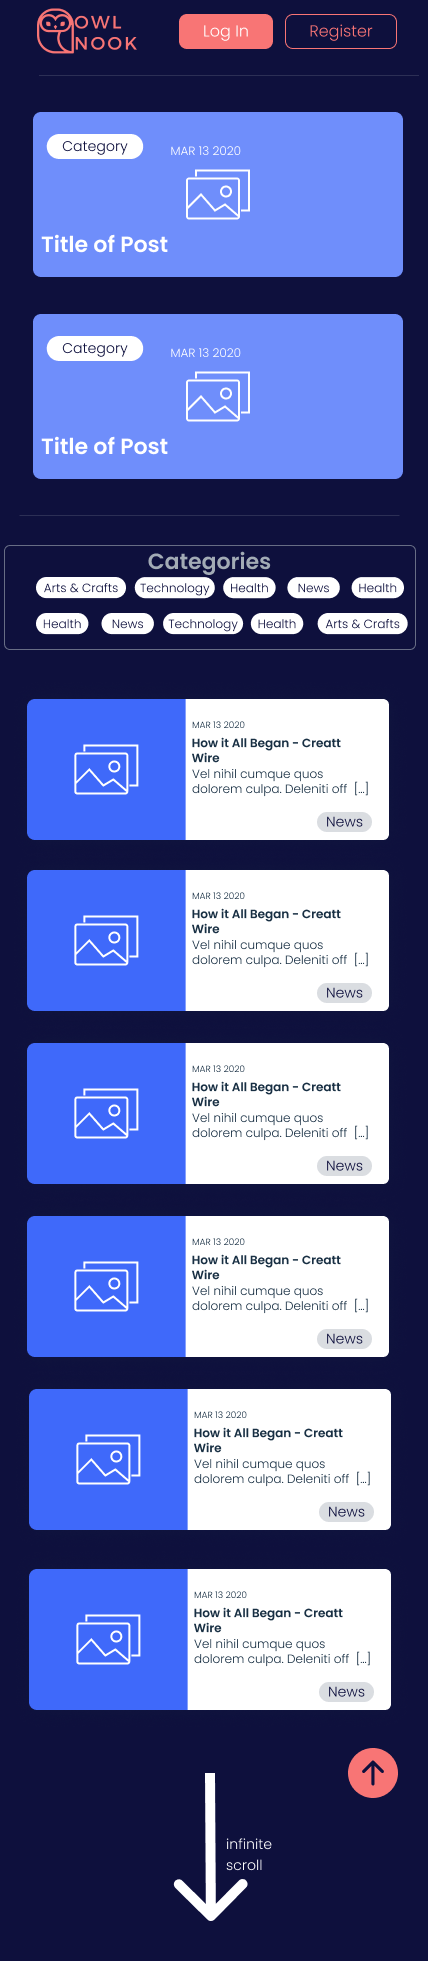 OWL
NOOK
Log In
Register
Category
MAR 13 2020
Title of Post
Category
MAR 13 2020
Title of Post
Categories
Arts & Crafts Technology Health News Health
Health News Technology Health Arts & Crafts
MAR 13 2020
How it All Began - Creatt
Wire
Vel nihil cumque quos
dolorem culpa. Deleniti off [...]
News
MAR 13 2020
How it All Began - Creatt
Wire
Vel nihil cumque quos
dolorem culpa. Deleniti off [...]
News
MAR 13 2020
How it All Began - Creatt
Wire
Vel nihil cumque quos
dolorem culpa. Deleniti off [...]
News
MAR 13 2020
How it All Began - Creatt
Wire
Vel nihil cumque quos
dolorem culpa. Deleniti off [...]
News
MAR 13 2020
How it All Began - Creatt
Wire
Vel nihil cumque quos
dolorem culpa. Deleniti off [...]
News
MAR 13 2020
How it All Began - Creatt
Wire
Vel nihil cumque quos
dolorem culpa. Deleniti off [...]
News
infinite
scroll